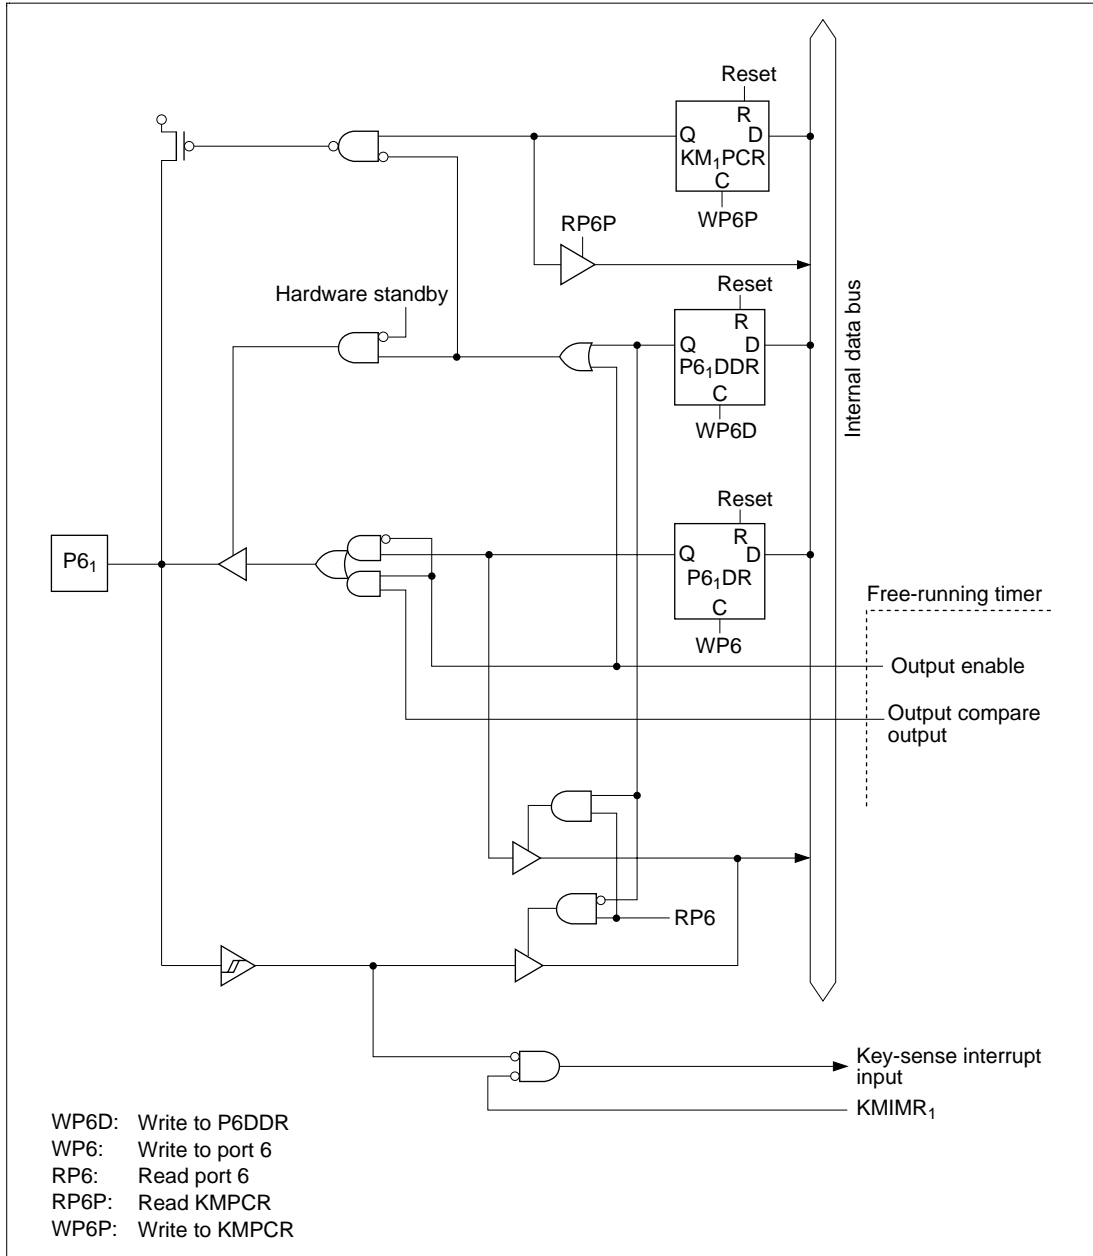 Reset
R
Q D
KM₁PCR
C
WP6P
RP6P
Reset
Hardware standby
R
Q D
P6₁DDR
C
WP6D
Internal data bus
Reset
R
Q D
P6₁DR
C
WP6
P6₁
Free-running timer
Output enable
Output compare
output
RP6
Key-sense interrupt
input
KMIMR₁
WP6D: Write to P6DDR
WP6: Write to port 6
RP6: Read port 6
RP6P: Read KMPCR
WP6P: Write to KMPCR